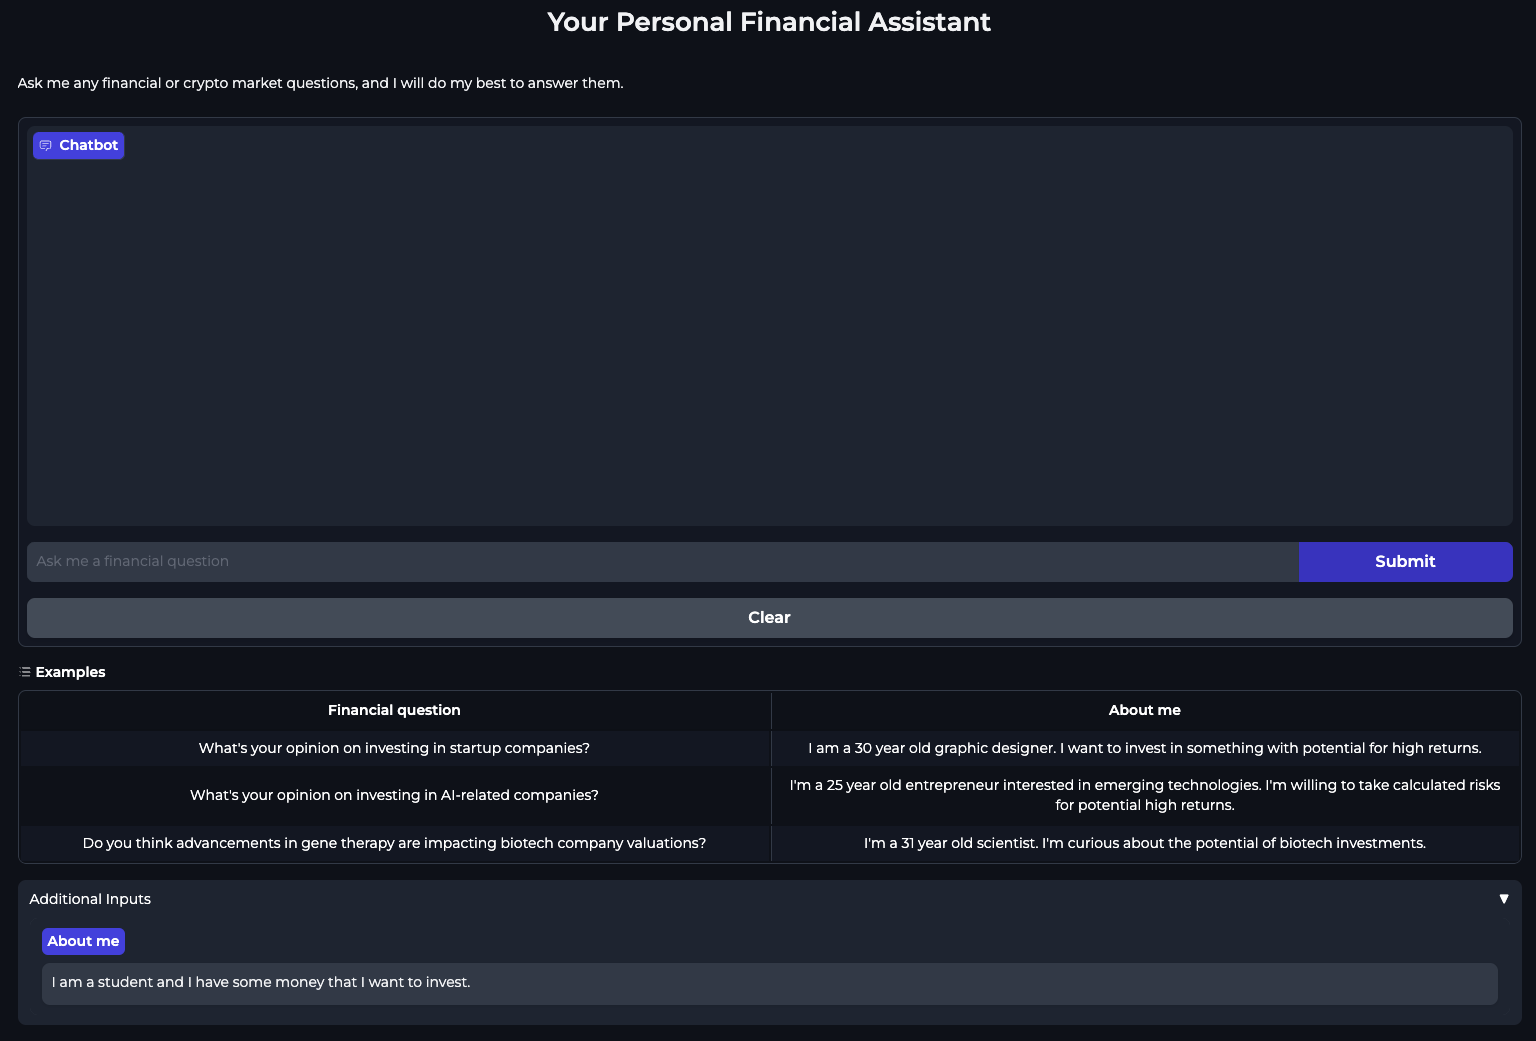 Your Personal Financial Assistant
Ask me any financial or crypto market questions, and I will do my best to answer them.
Chatbot
Ask me a financial question
Submit
Clear
Examples
Financial question
About me
What's your opinion on investing in startup companies?
I am a 30 year old graphic designer. I want to invest in something with potential for high returns.
What's your opinion on investing in AI-related companies?
I'm a 25 year old entrepreneur interested in emerging technologies. I'm willing to take calculated risks
for potential high returns.
Do you think advancements in gene therapy are impacting biotech company valuations?
I'm a 31 year old scientist. I'm curious about the potential of biotech investments.
Additional Inputs
About me
I am a student and I have some money that I want to invest.